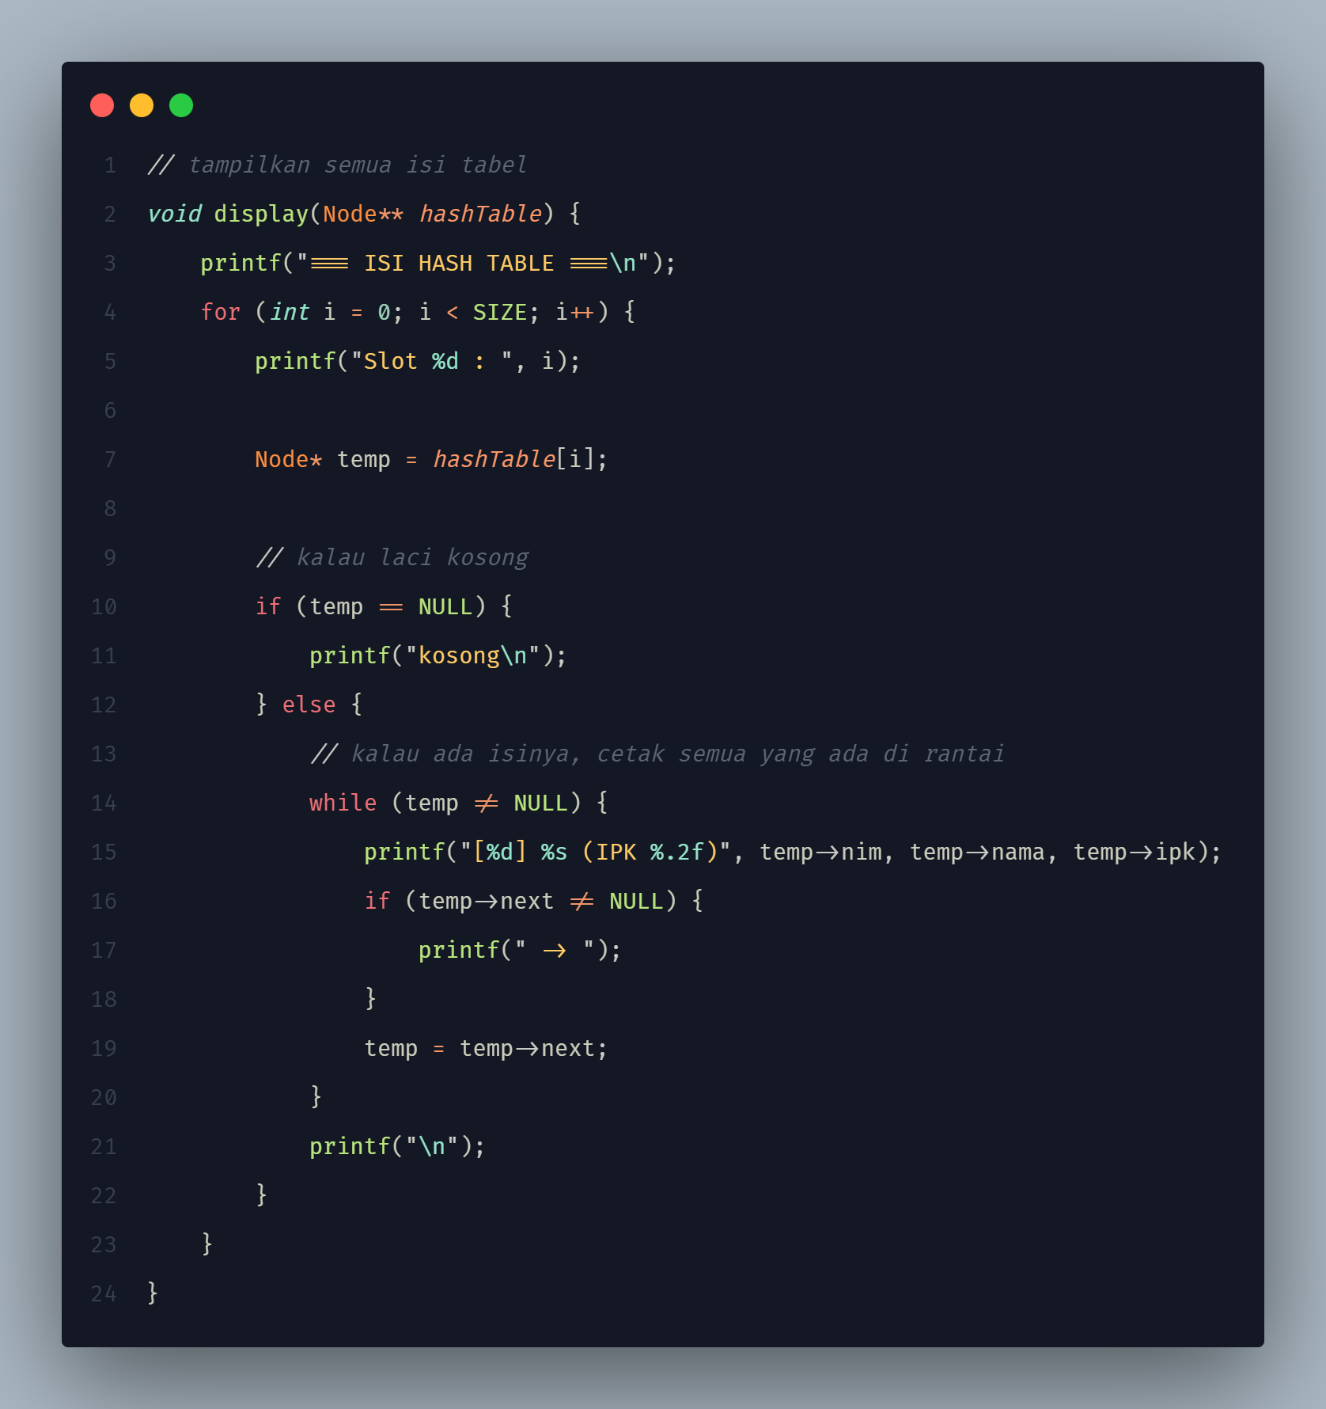 1 // tampilkan semua isi tabel
2 void display(Node** hashTable) {
3     printf("=== ISI HASH TABLE ===\n");
4     for (int i = 0; i < SIZE; i++) {
5         printf("Slot %d : ", i);
6
7         Node* temp = hashTable[i];
8
9         // kalau laci kosong
10         if (temp == NULL) {
11             printf("kosong\n");
12         } else {
13             // kalau ada isinya, cetak semua yang ada di rantai
14             while (temp != NULL) {
15                 printf("[%d] %s (IPK %.2f)", temp->nim, temp->nama, temp->ipk);
16                 if (temp->next != NULL) {
17                     printf(" -> ");
18                 }
19                 temp = temp->next;
20             }
21             printf("\n");
22         }
23     }
24 }